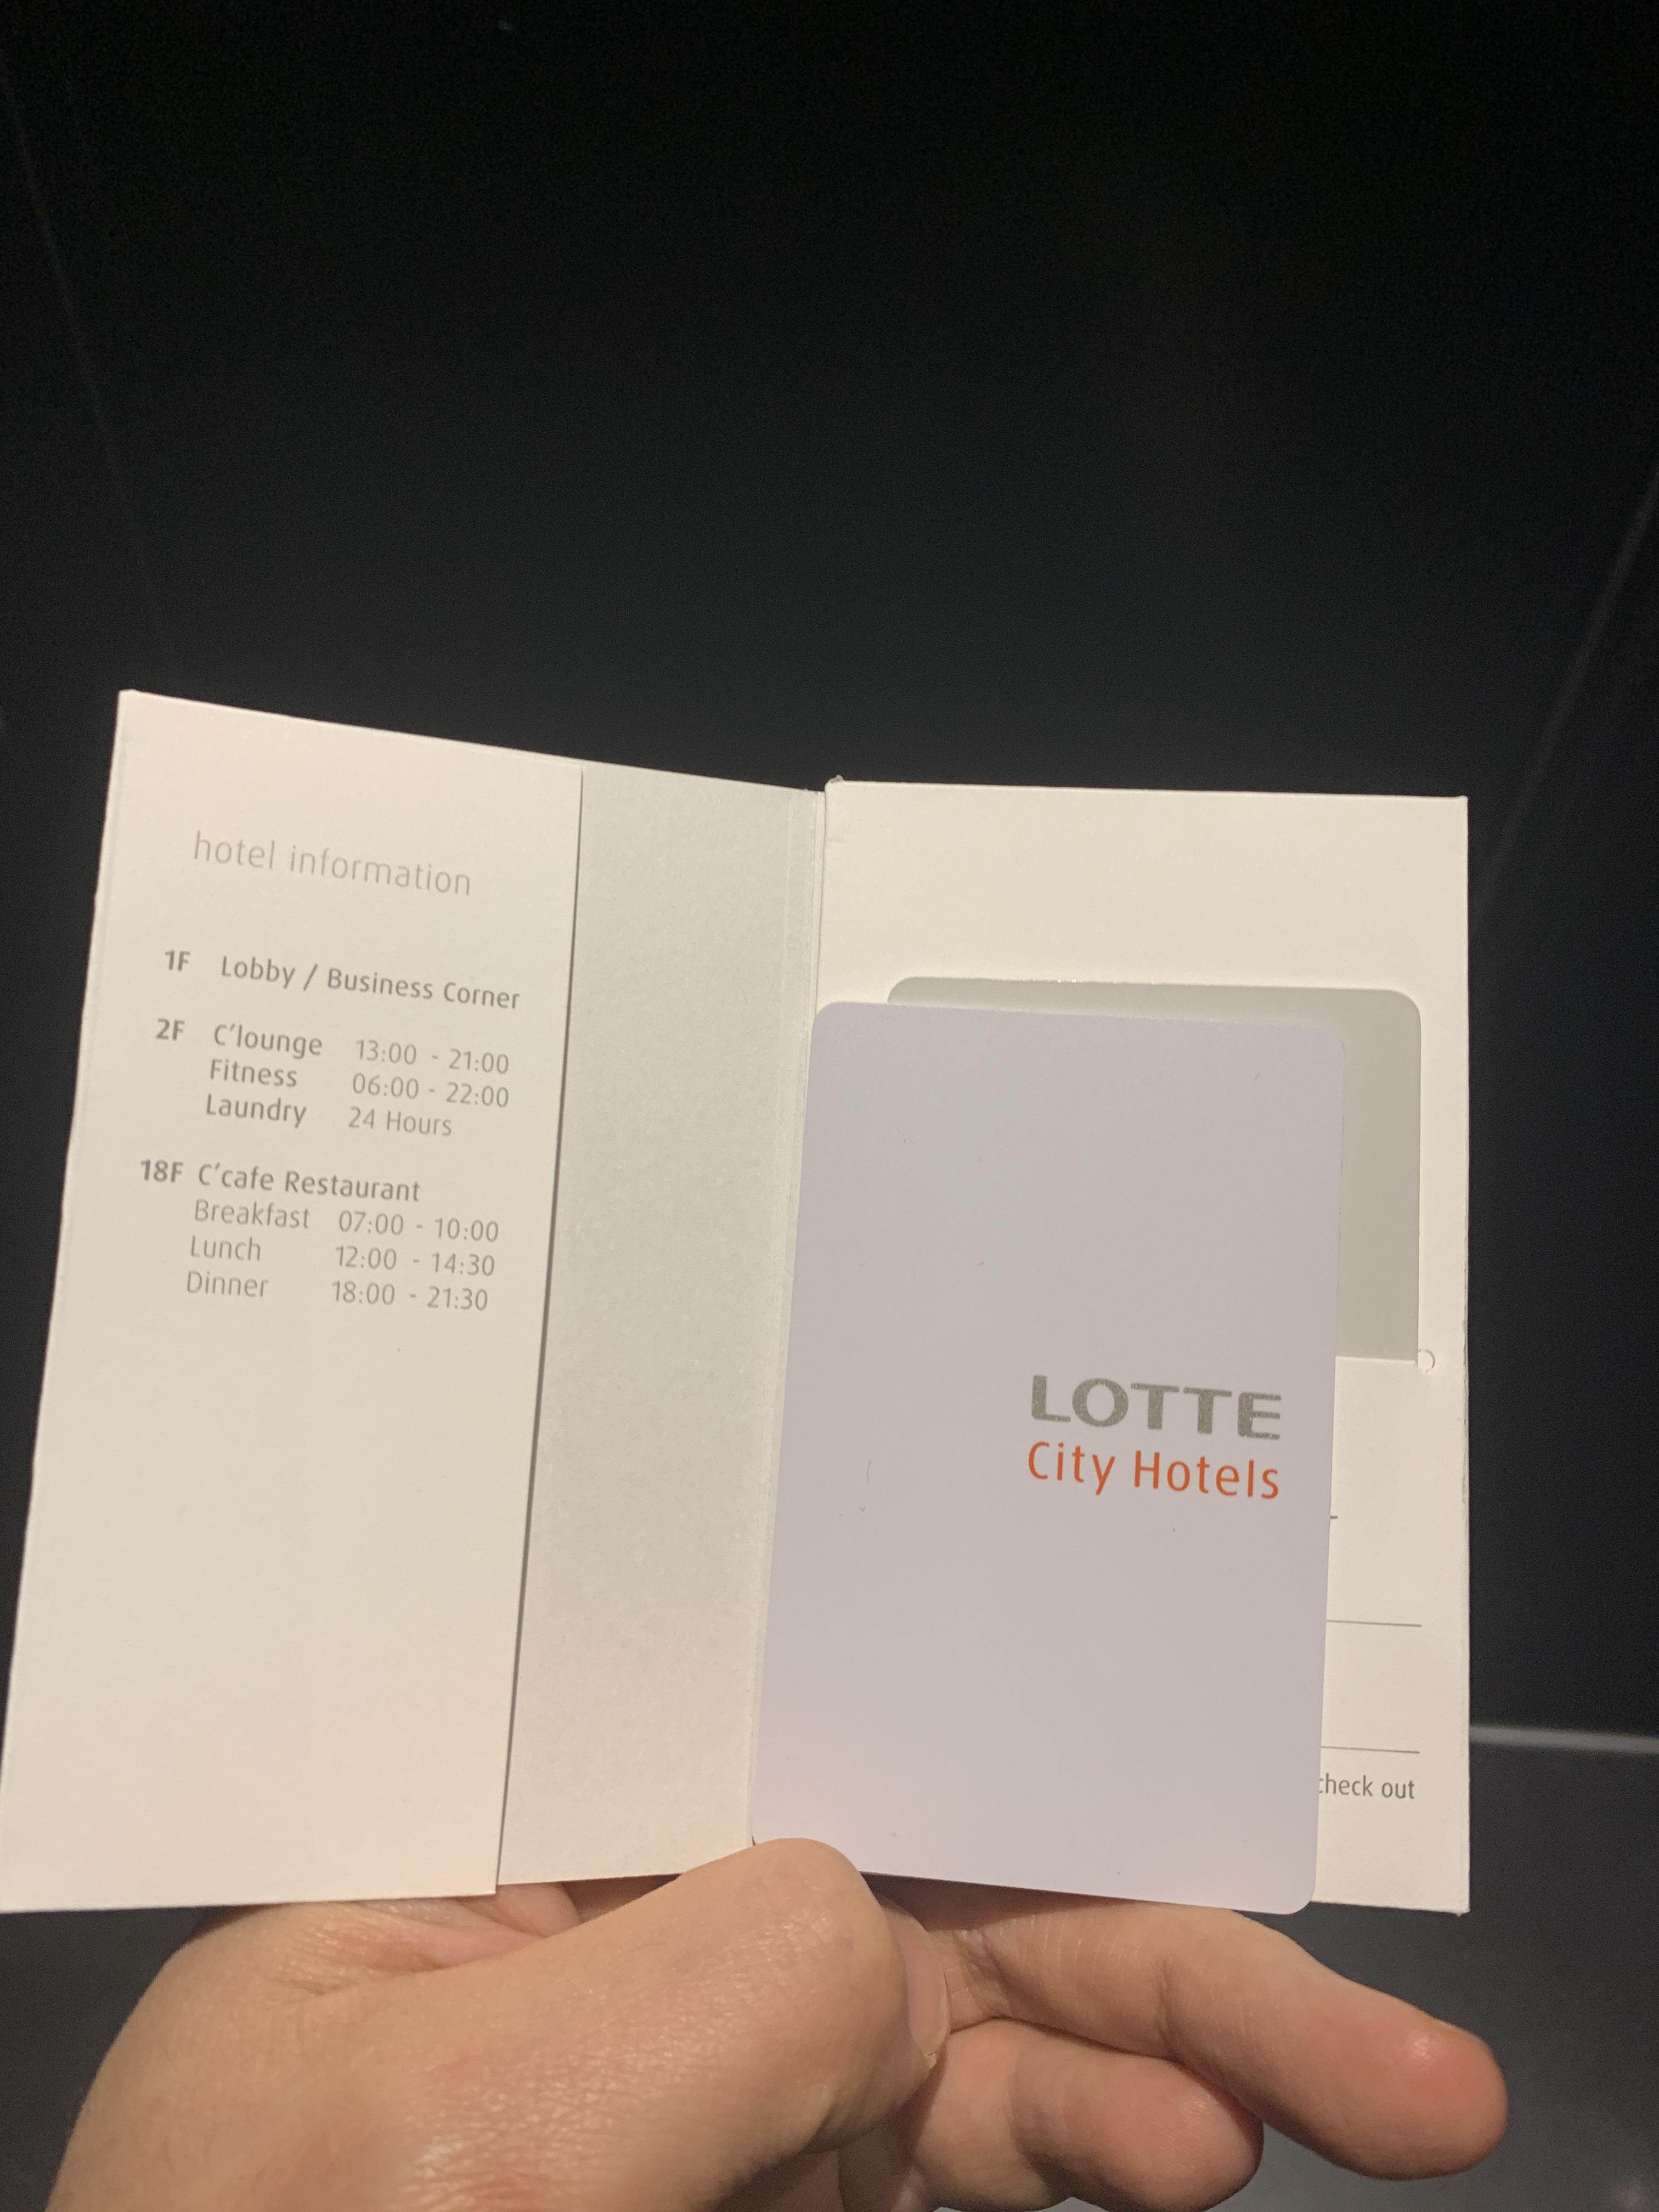 hotel information
1F Lobby / Business Corner
2F C'lounge 13:00 - 21:00
Fitness 06:00 - 22:00
Laundry 24 Hours
18F C'cafe Restaurant
Breakfast 07:00 - 10:00
Lunch 12:00 - 14:30
Dinner 18:00 - 21:30
LOTTE
City Hotels
check out